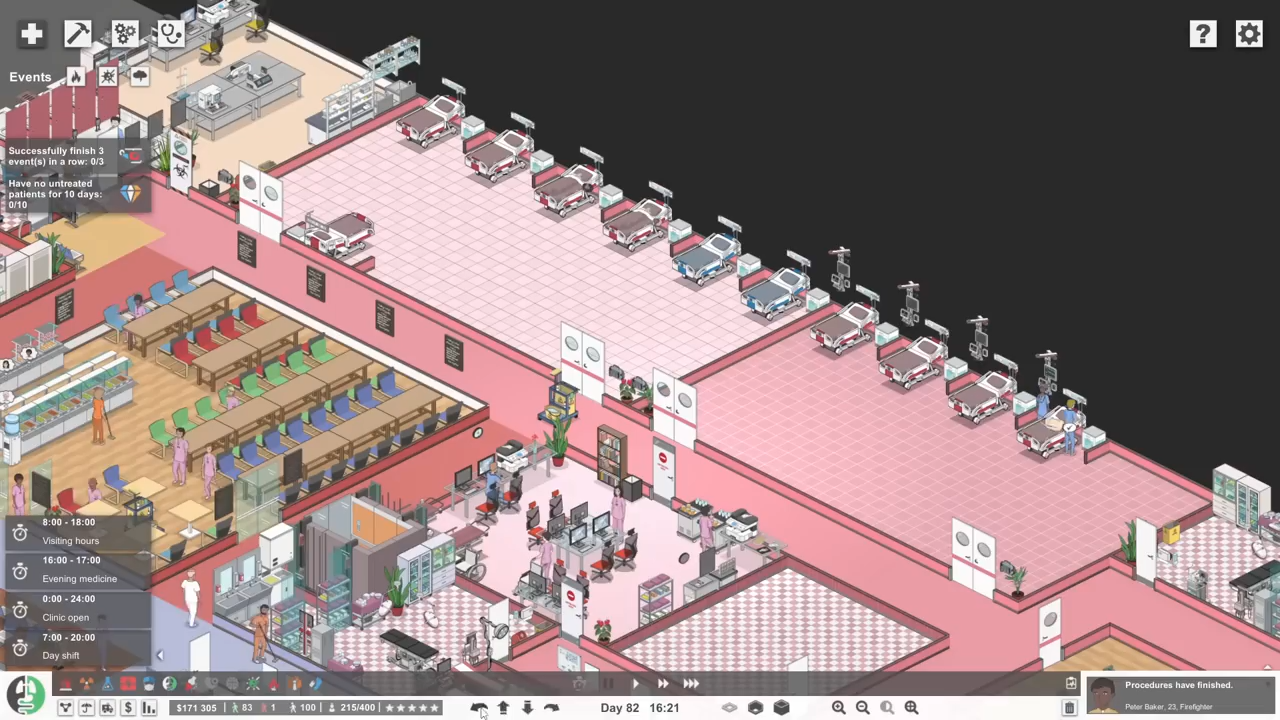 ?
Events
Successfully finish 3
event(s) in a row: 0/3
Have no untreated
patients for 10 days:
0/10
8:00 - 18:00
Visiting hours
16:00 - 17:00
Evening medicine
0:00 - 24:00
Clinic open
7:00 - 20:00
Day shift
$171 305
83
1
100
215/400
Day 82 16:21
Procedures have finished.
Peter Baker, 23, Firefighter